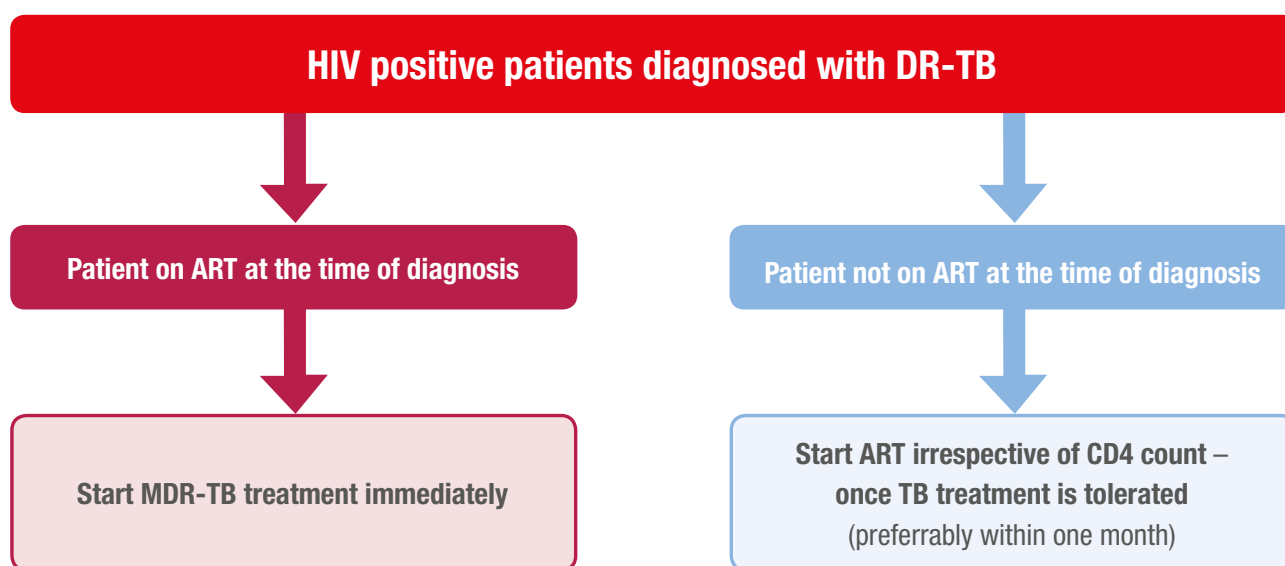 HIV positive patients diagnosed with DR-TB
Patient on ART at the time of diagnosis
Patient not on ART at the time of diagnosis
Start MDR-TB treatment immediately
Start ART irrespective of CD4 count –
once TB treatment is tolerated
(preferrably within one month)